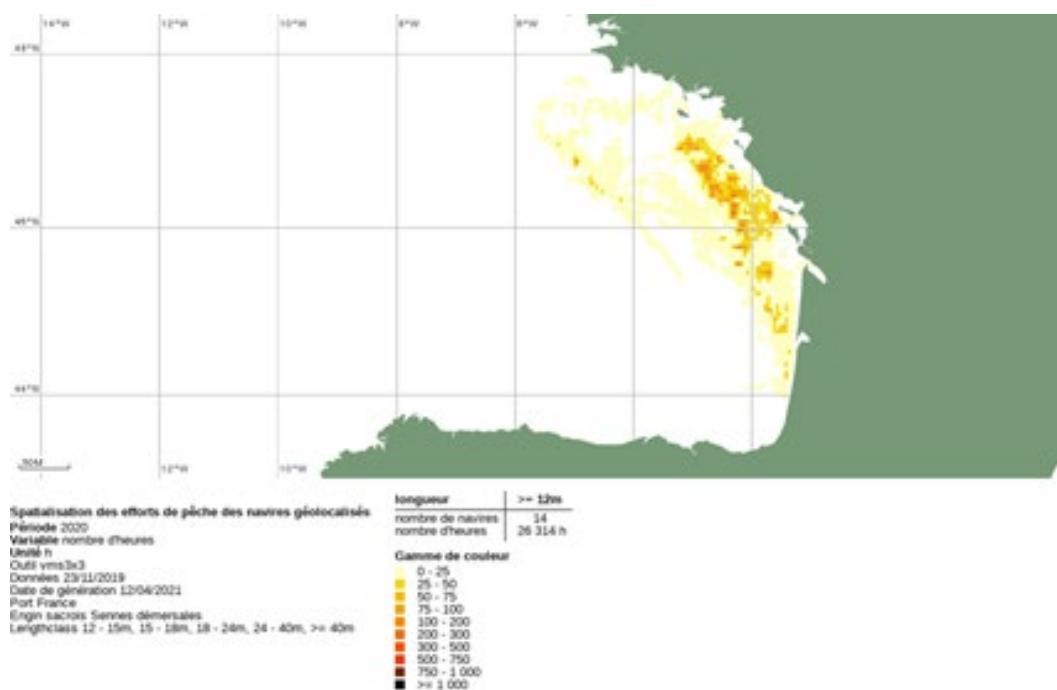 14°W 12°W 10°W 8°W 8°W
48°N
46°N
44°N
50M
12°W 10°W
Spatialisation des efforts de pêche des navires géolocalisés
Période 2020
Variable nombre d'heures
Unité h
Outil vms3x3
Données 23/11/2019
Date de génération 12/04/2021
Port France
Engin sacrois Sennes démersales
Lengthclass 12 - 15m, 15 - 18m, 18 - 24m, 24 - 40m, >= 40m
longueur >= 12m
nombre de navires 14
nombre d'heures 26 314 h
Gamme de couleur
0 - 25
25 - 50
50 - 75
75 - 100
100 - 200
200 - 300
300 - 500
500 - 750
750 - 1 000
>= 1 000